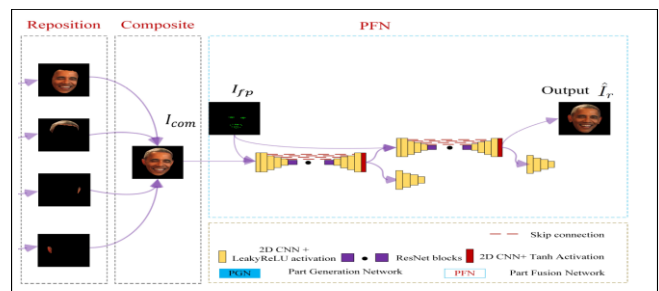 Reposition
Composite
PFN
I_com
I_fp
Output Î_r
Skip connection
2D CNN +
LeakyReLU activation
ResNet blocks
2D CNN+ Tanh Activation
PGN
Part Generation Network
PFN
Part Fusion Network